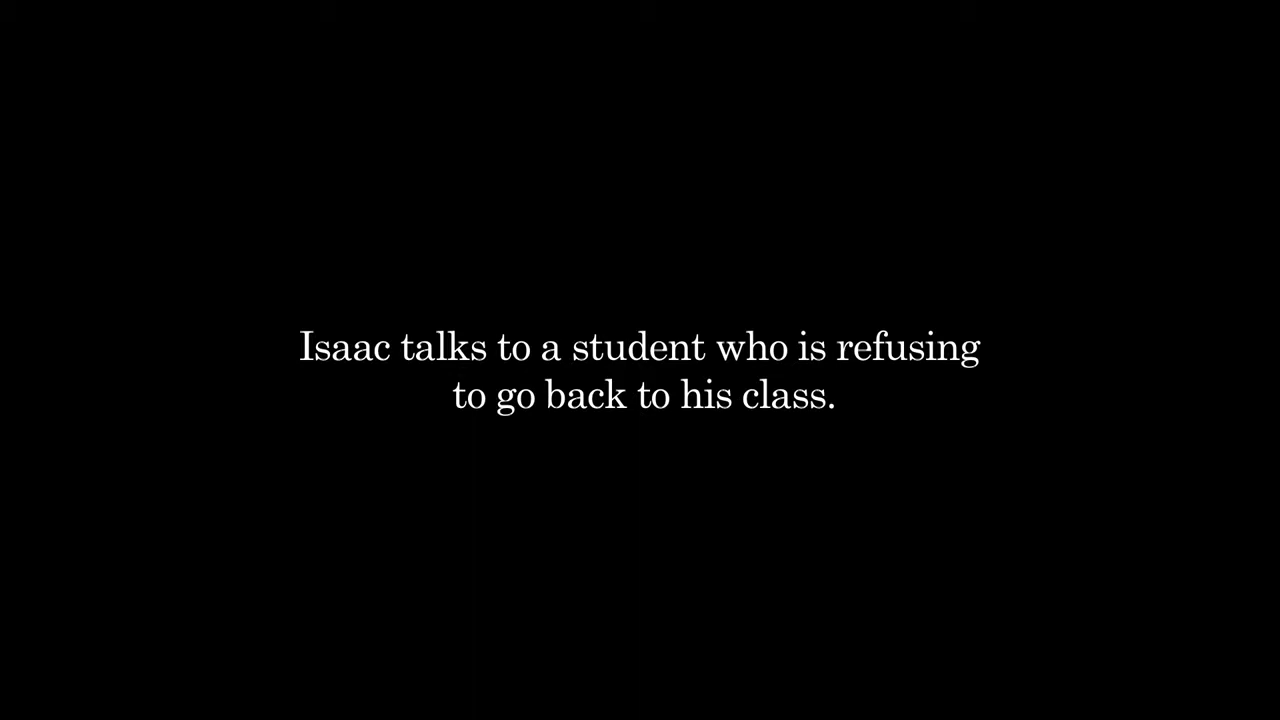 Isaac talks to a student who is refusing
to go back to his class.